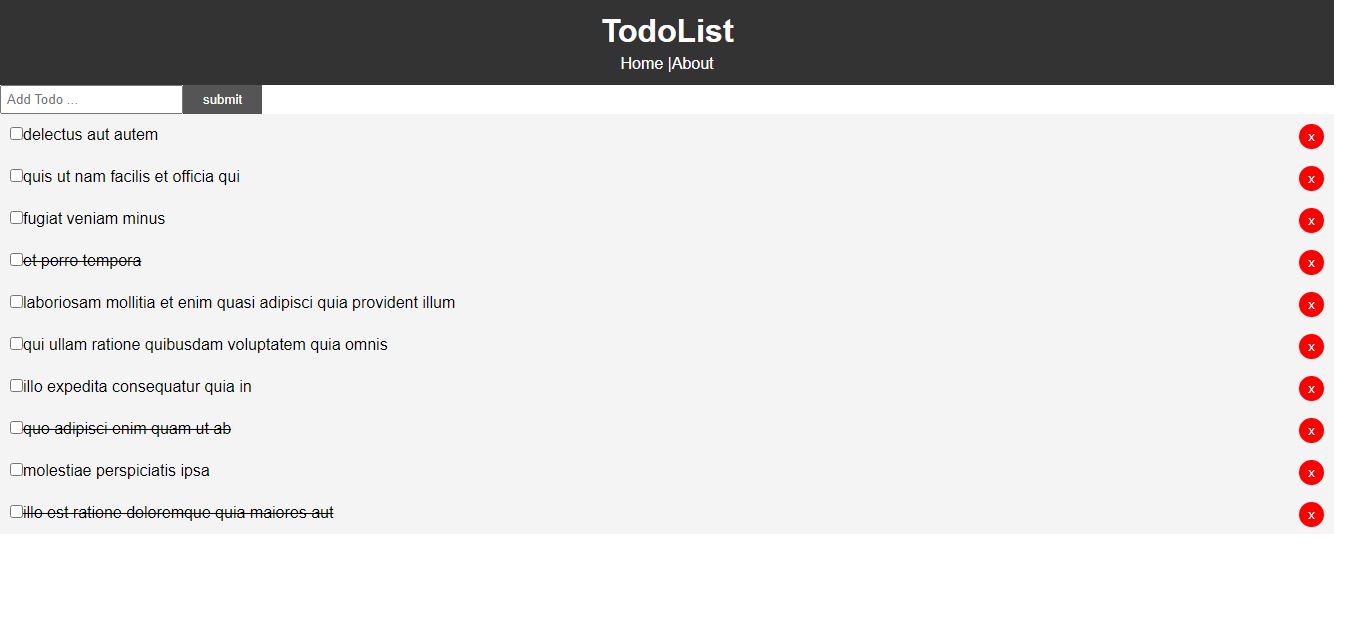 TodoList
Home |About
Add Todo ... submit
delectus aut autem x
quis ut nam facilis et officia qui x
fugiat veniam minus x
et porro tempora x
laboriosam mollitia et enim quasi adipisci quia provident illum x
qui ullam ratione quibusdam voluptatem quia omnis x
illo expedita consequatur quia in x
quo adipisci enim quam ut ab x
molestiae perspiciatis ipsa x
illo est ratione doloremque quia maiores aut x